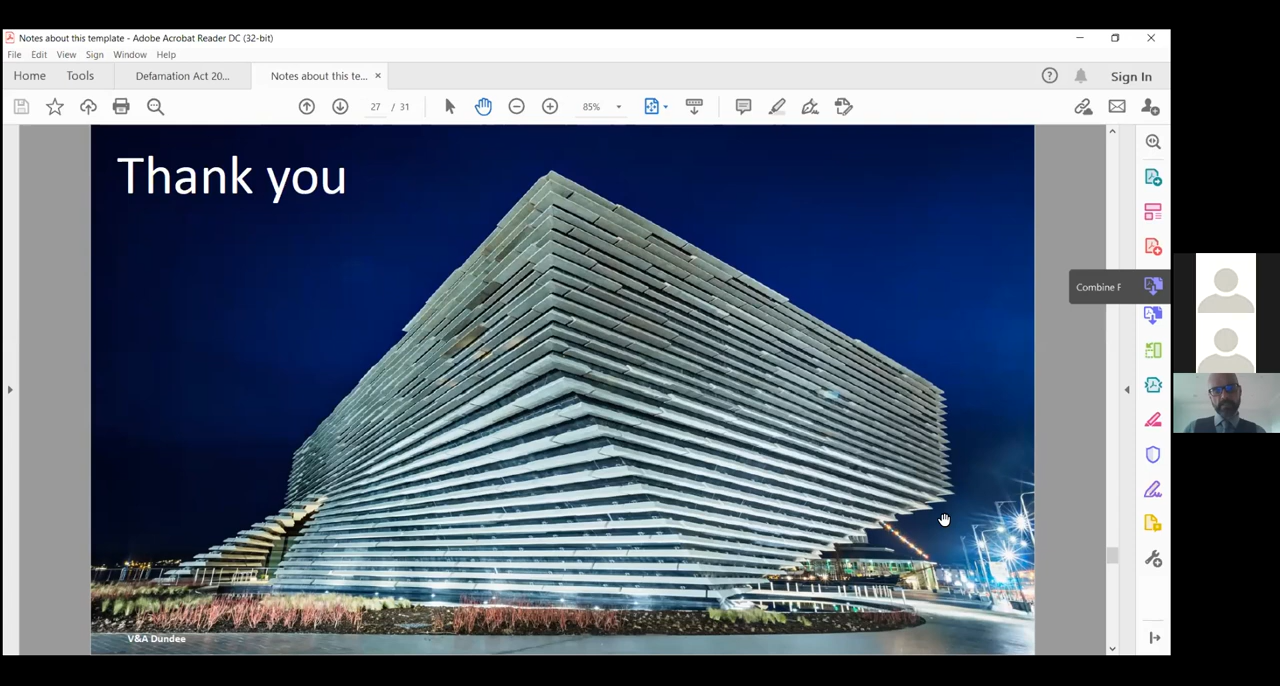 Notes about this template - Adobe Acrobat Reader DC (32-bit)
File Edit View Sign Window Help
Home Tools Defamation Act 20... Notes about this te... × Sign In
27 / 31 85%
Thank you
Combine F
V&A Dundee